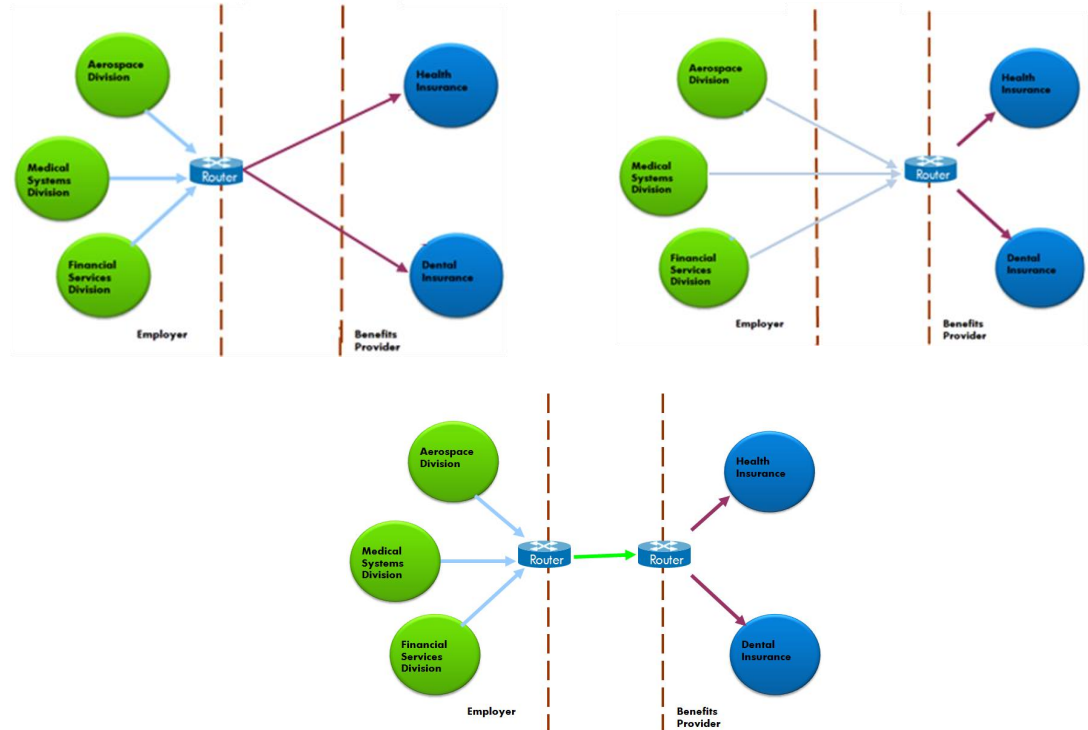 Aerospace
Division
Health
Insurance
Medical
Systems
Division
Router
Financial
Services
Division
Dental
Insurance
Employer
Benefits
Provider
Aerospace
Division
Health
Insurance
Medical
Systems
Division
Router
Financial
Services
Division
Dental
Insurance
Employer
Benefits
Provider
Aerospace
Division
Health
Insurance
Medical
Systems
Division
Router
Router
Financial
Services
Division
Dental
Insurance
Employer
Benefits
Provider